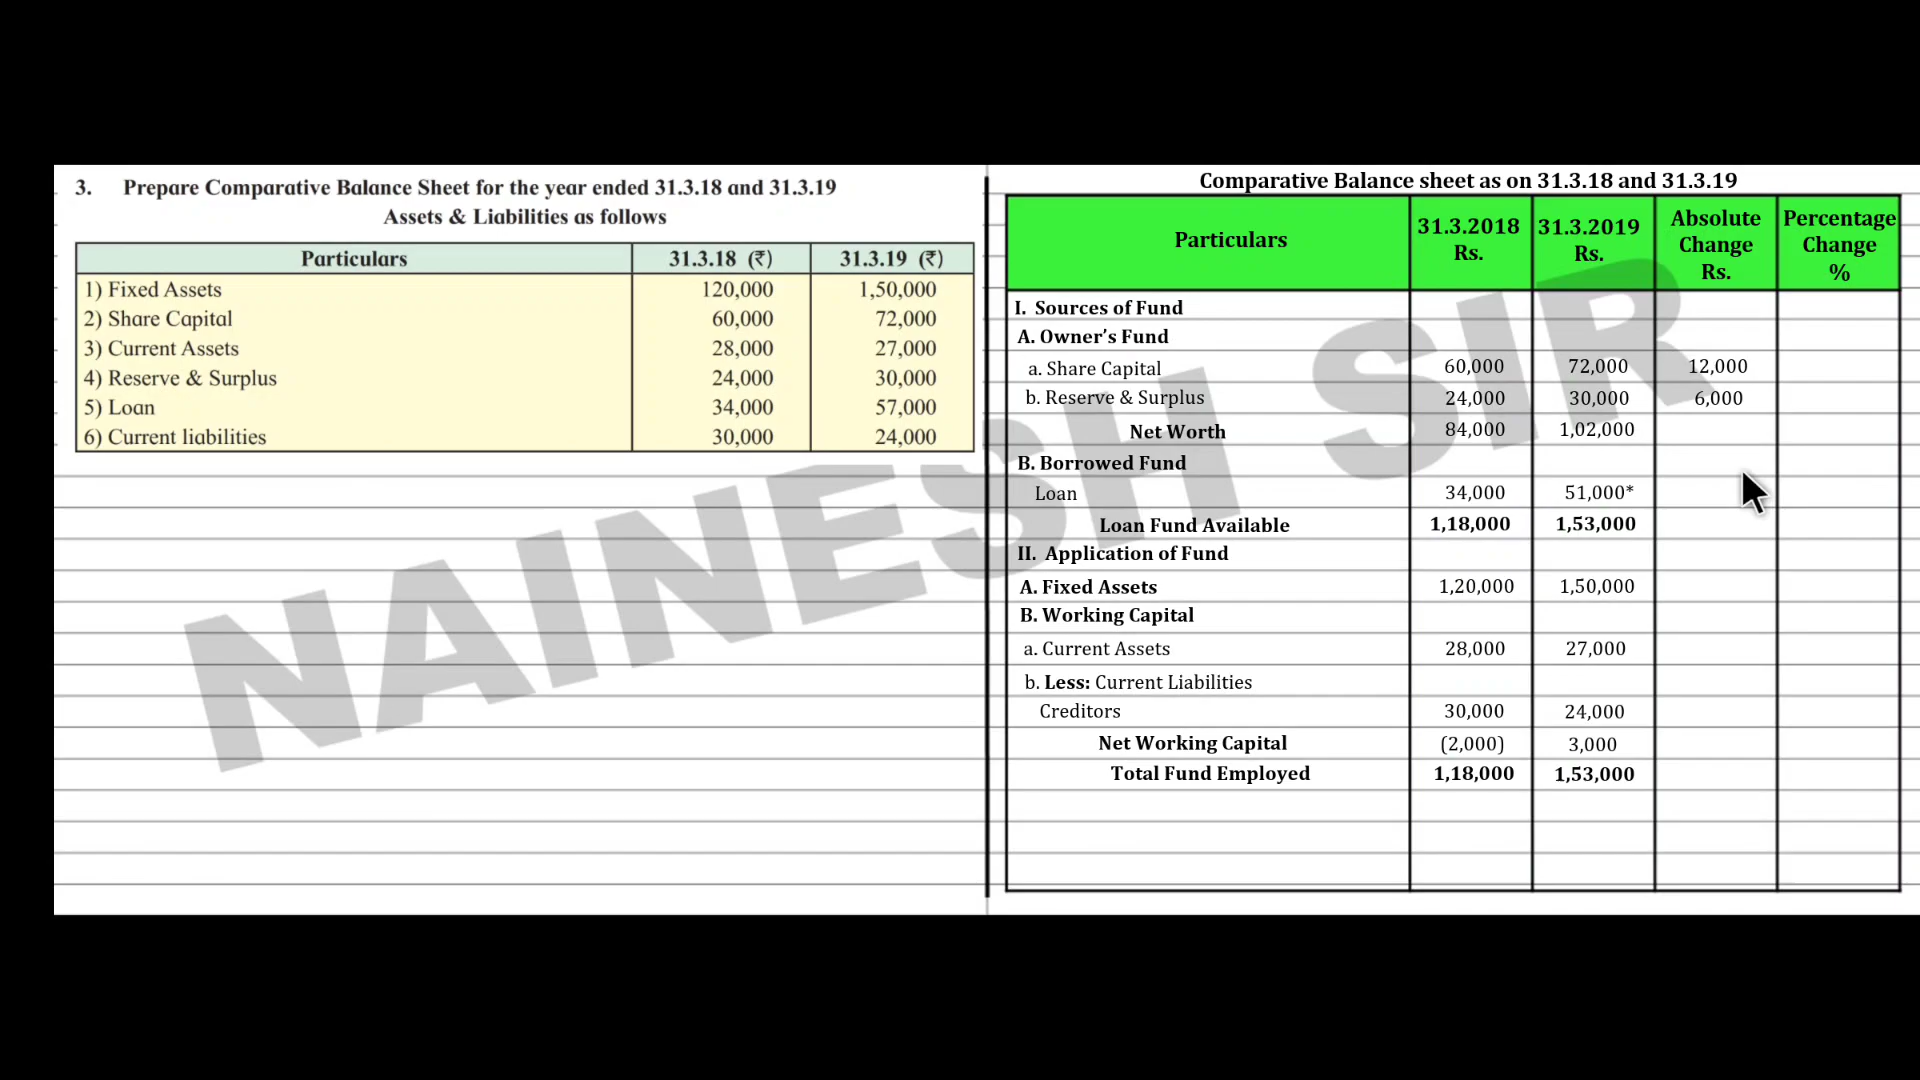 3. Prepare Comparative Balance Sheet for the year ended 31.3.18 and 31.3.19
Assets & Liabilities as follows
Particulars 31.3.18 (₹) 31.3.19 (₹)
1) Fixed Assets 120,000 1,50,000
2) Share Capital 60,000 72,000
3) Current Assets 28,000 27,000
4) Reserve & Surplus 24,000 30,000
5) Loan 34,000 57,000
6) Current liabilities 30,000 24,000
NAINESH SIR
Comparative Balance sheet as on 31.3.18 and 31.3.19
Particulars 31.3.2018 Rs. 31.3.2019 Rs. Absolute Change Rs. Percentage Change %
I. Sources of Fund
A. Owner’s Fund
a. Share Capital 60,000 72,000 12,000
b. Reserve & Surplus 24,000 30,000 6,000
Net Worth 84,000 1,02,000
B. Borrowed Fund
Loan 34,000 51,000*
Loan Fund Available 1,18,000 1,53,000
II. Application of Fund
A. Fixed Assets 1,20,000 1,50,000
B. Working Capital
a. Current Assets 28,000 27,000
b. Less: Current Liabilities
Creditors 30,000 24,000
Net Working Capital (2,000) 3,000
Total Fund Employed 1,18,000 1,53,000